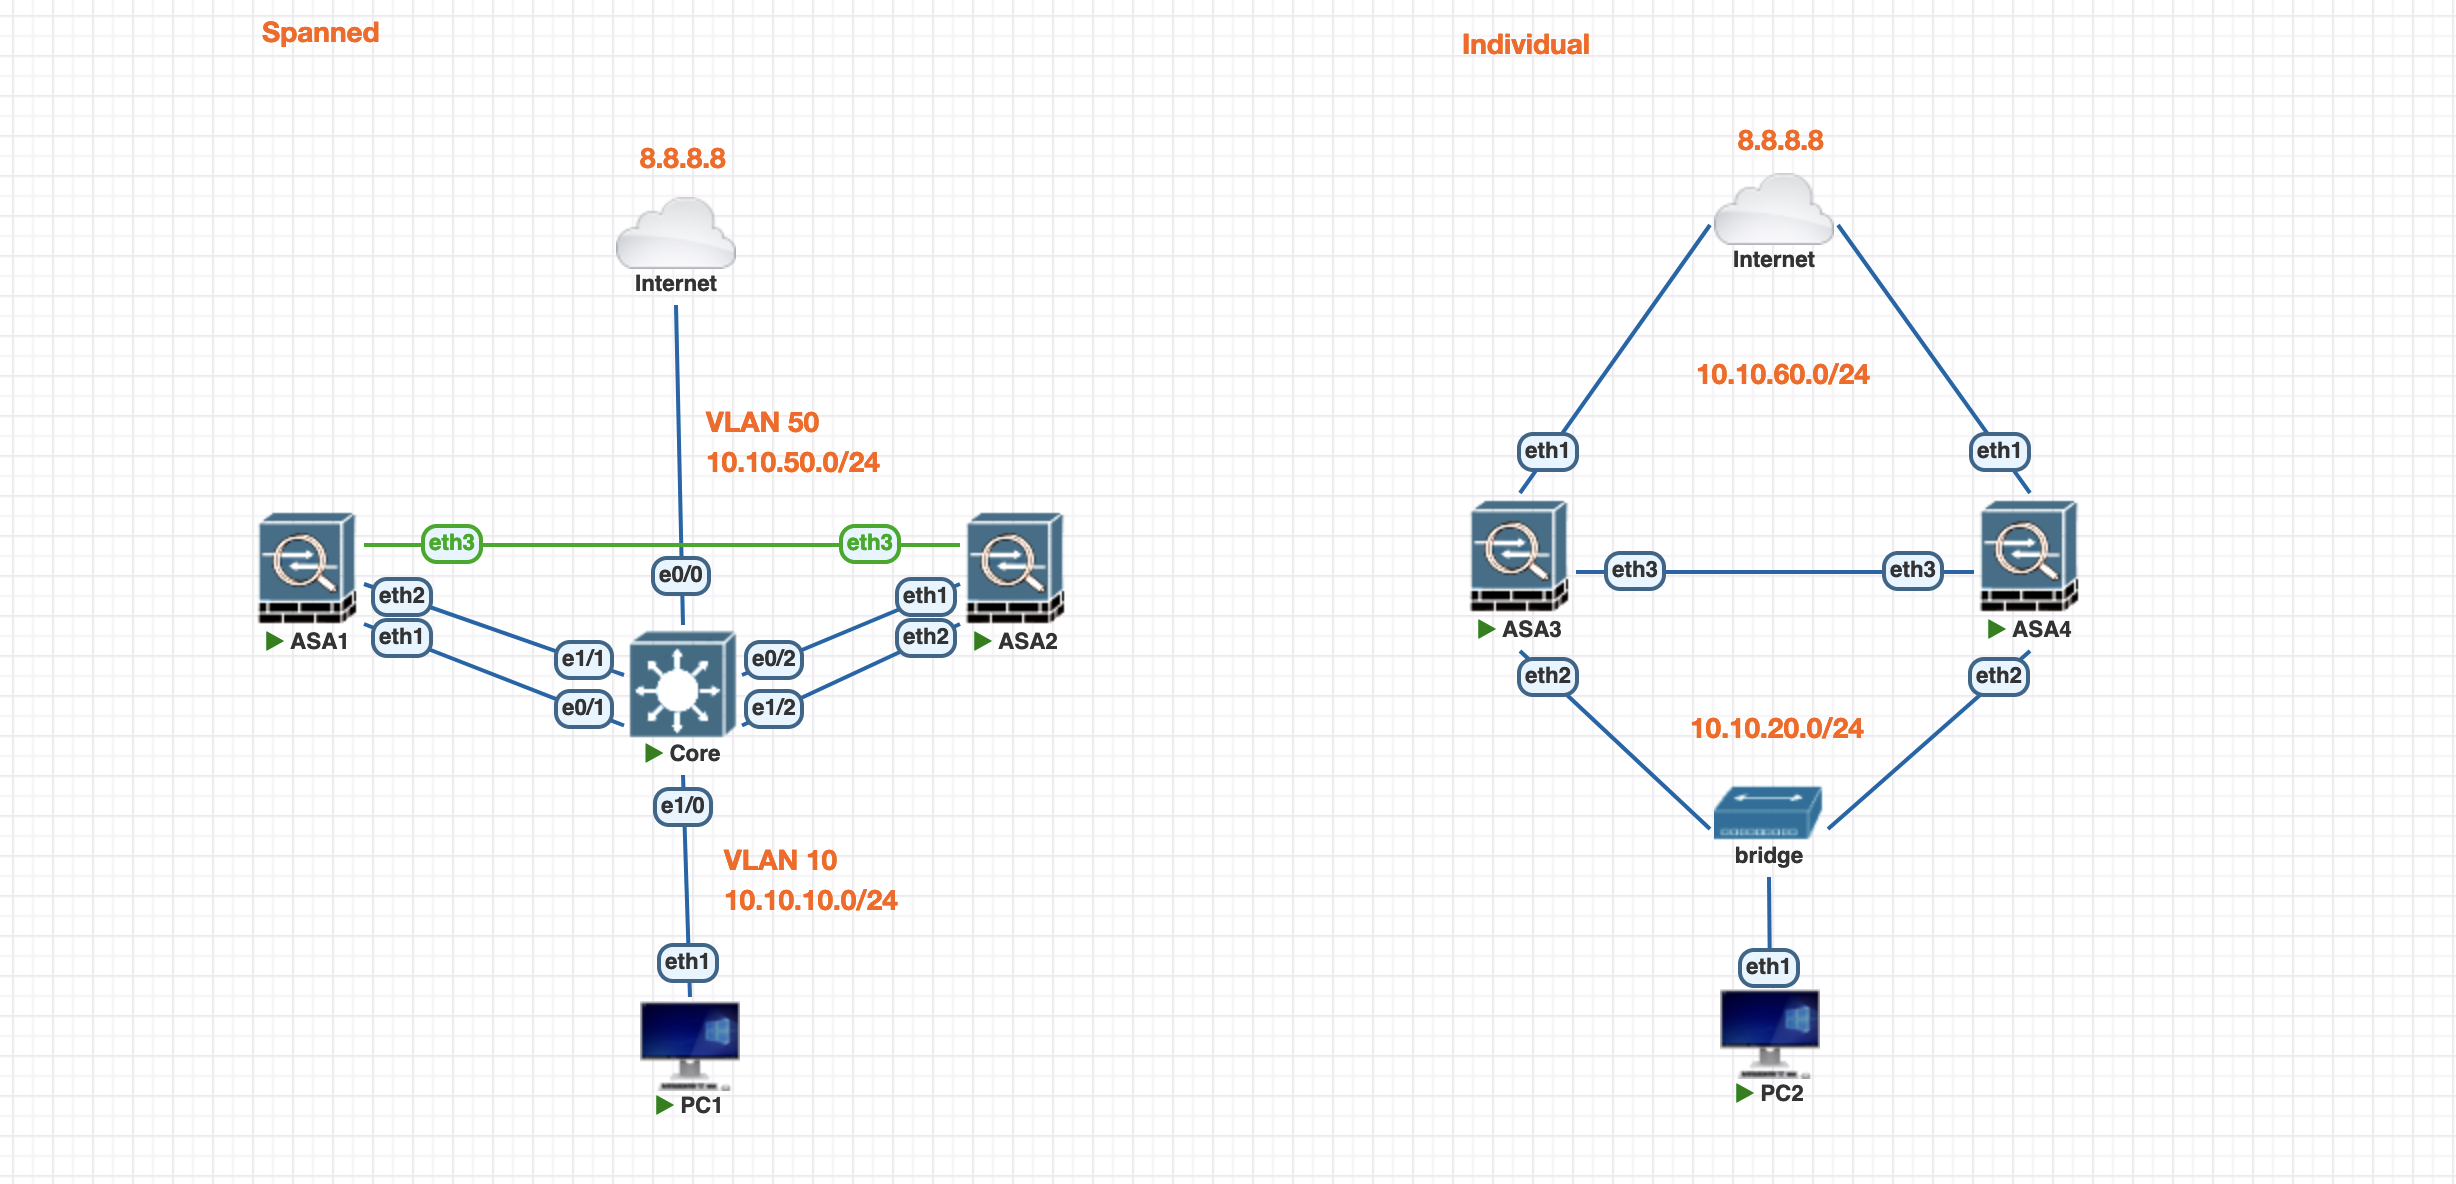 Spanned
8.8.8.8
Internet
VLAN 50
10.10.50.0/24
eth3
eth3
e0/0
eth2
eth1
eth1
eth2
ASA1
ASA2
e1/1
e0/2
e0/1
e1/2
Core
e1/0
VLAN 10
10.10.10.0/24
eth1
PC1
Individual
8.8.8.8
Internet
10.10.60.0/24
eth1
eth1
eth3
eth3
ASA3
ASA4
eth2
eth2
10.10.20.0/24
bridge
eth1
PC2